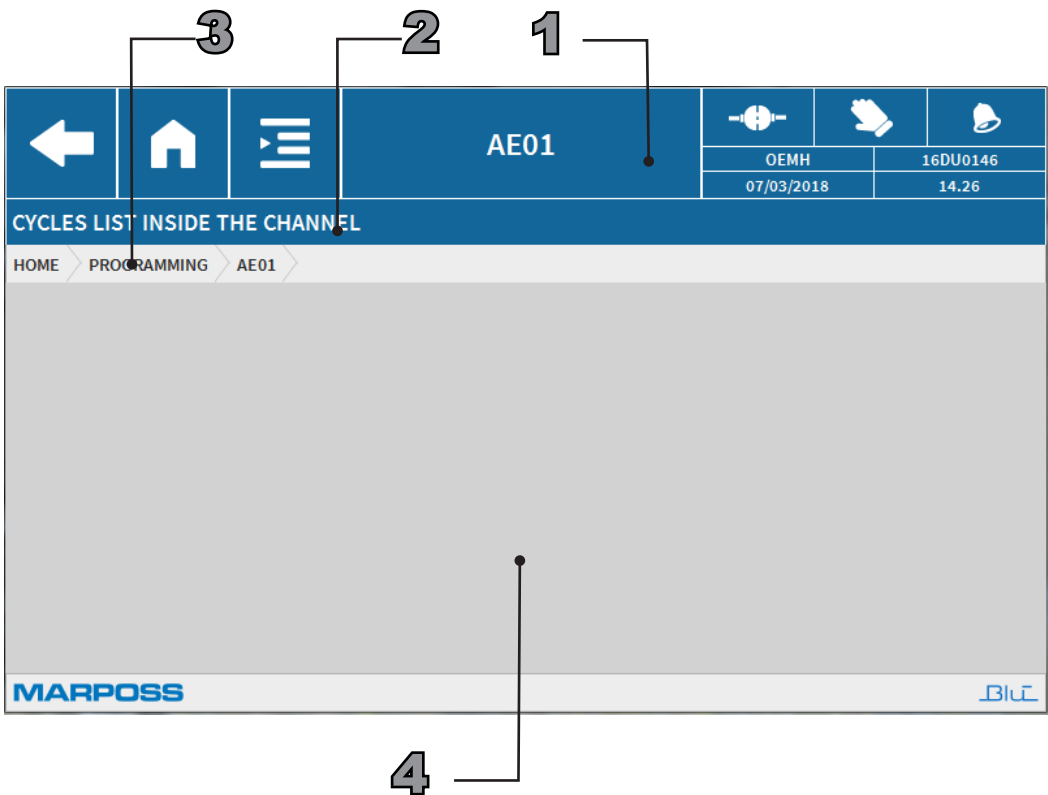 3 2 1
AE01
OEMH 16DU0146
07/03/2018 14.26
CYCLES LIST INSIDE THE CHANNEL
HOME PROGRAMMING AE01
MARPOSS Blú
4